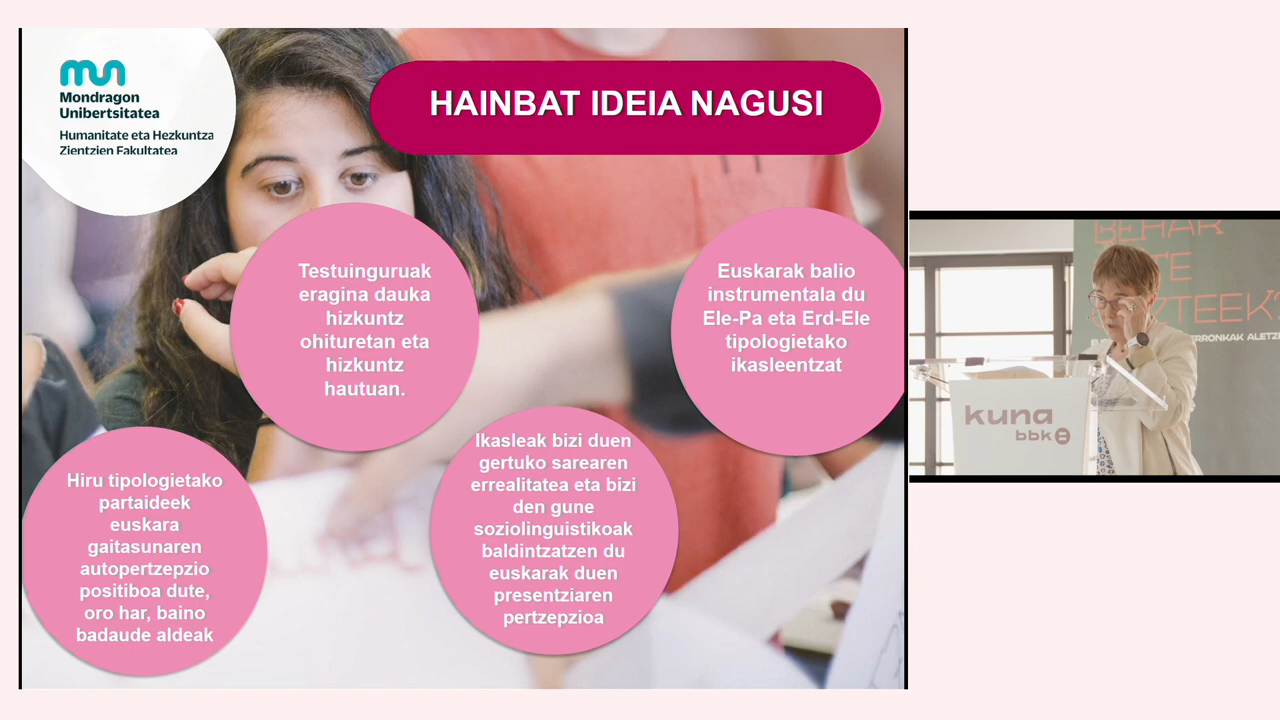 mun
Mondragon
Unibertsitatea
Humanitate eta Hezkuntza
Zientzien Fakultatea
HAINBAT IDEIA NAGUSI
Testuinguruak
eragina dauka
hizkuntz
ohituretan eta
hizkuntz
hautuan.
Euskarak balio
instrumentala du
Ele-Pa eta Erd-Ele
tipologietako
ikasleentzat
Hiru tipologietako
partaideek
euskara
gaitasunaren
autopertzepzio
positiboa dute,
oro har, baino
badaude aldeak
Ikasleak bizi duen
gertuko sarearen
errealitatea eta bizi
den gune
soziolinguistikoak
baldintzatzen du
euskarak duen
presentziaren
pertzepzioa
BEHAR
ERRONKAK
kuna
bbk